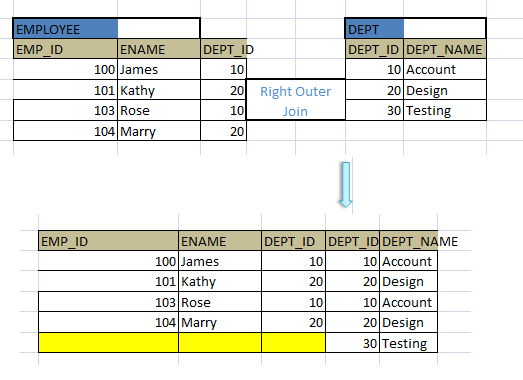 EMPLOYEE DEPT
EMP_ID ENAME DEPT_ID DEPT_ID DEPT_NAME
100 James 10 10 Account
101 Kathy 20 Right Outer 20 Design
103 Rose 10 Join 30 Testing
104 Marry 20
EMP_ID ENAME DEPT_ID DEPT_ID DEPT_NAME
100 James 10 10 Account
101 Kathy 20 20 Design
103 Rose 10 10 Account
104 Marry 20 20 Design
30 Testing